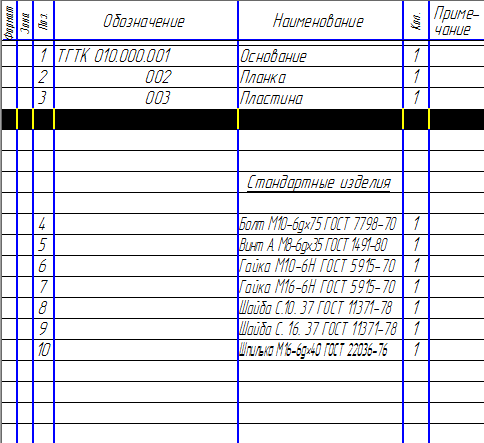 Формат Зона Поз. Обозначение Наименование Кол. Приме-
чание
1 ТГТК 010.000.001 Основание 1
2 002 Планка 1
3 003 Пластина 1
Стандартные изделия
4 Болт М10-6gх75 ГОСТ 7798-70 1
5 Винт А. М8-6gх35 ГОСТ 1491-80 1
6 Гайка М10-6Н ГОСТ 5915-70 1
7 Гайка М16-6Н ГОСТ 5915-70 1
8 Шайба С.10. 37 ГОСТ 11371-78 1
9 Шайба С. 16. 37 ГОСТ 11371-78 1
10 Шпилька М16-6gх40 ГОСТ 22036-76 1